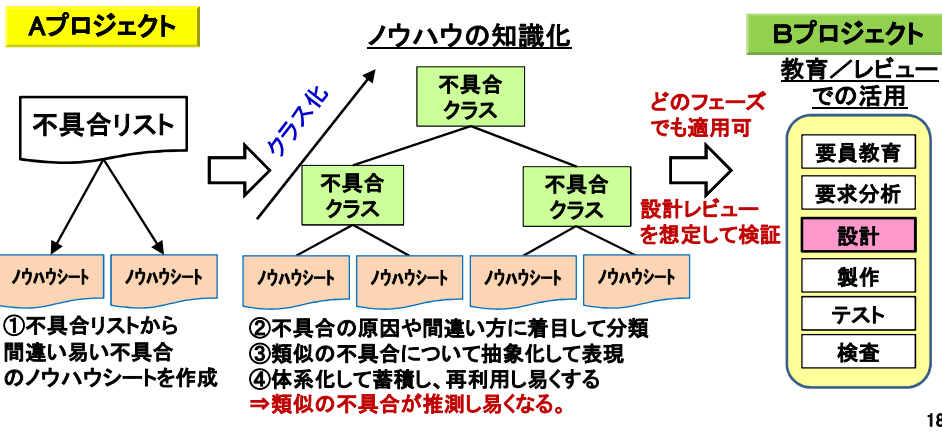 Aプロジェクト
不具合リスト
ノウハウシート
ノウハウシート
①不具合リストから
間違い易い不具合
のノウハウシートを作成
ノウハウの知識化
クラス化
不具合
クラス
不具合
クラス
不具合
クラス
ノウハウシート
ノウハウシート
ノウハウシート
ノウハウシート
②不具合の原因や間違い方に着目して分類
③類似の不具合について抽象化して表現
④体系化して蓄積し、再利用し易くする
⇒類似の不具合が推測し易くなる。
どのフェーズ
でも適用可
設計レビュー
を想定して検証
Bプロジェクト
教育／レビュー
での活用
要員教育
要求分析
設計
製作
テスト
検査
18